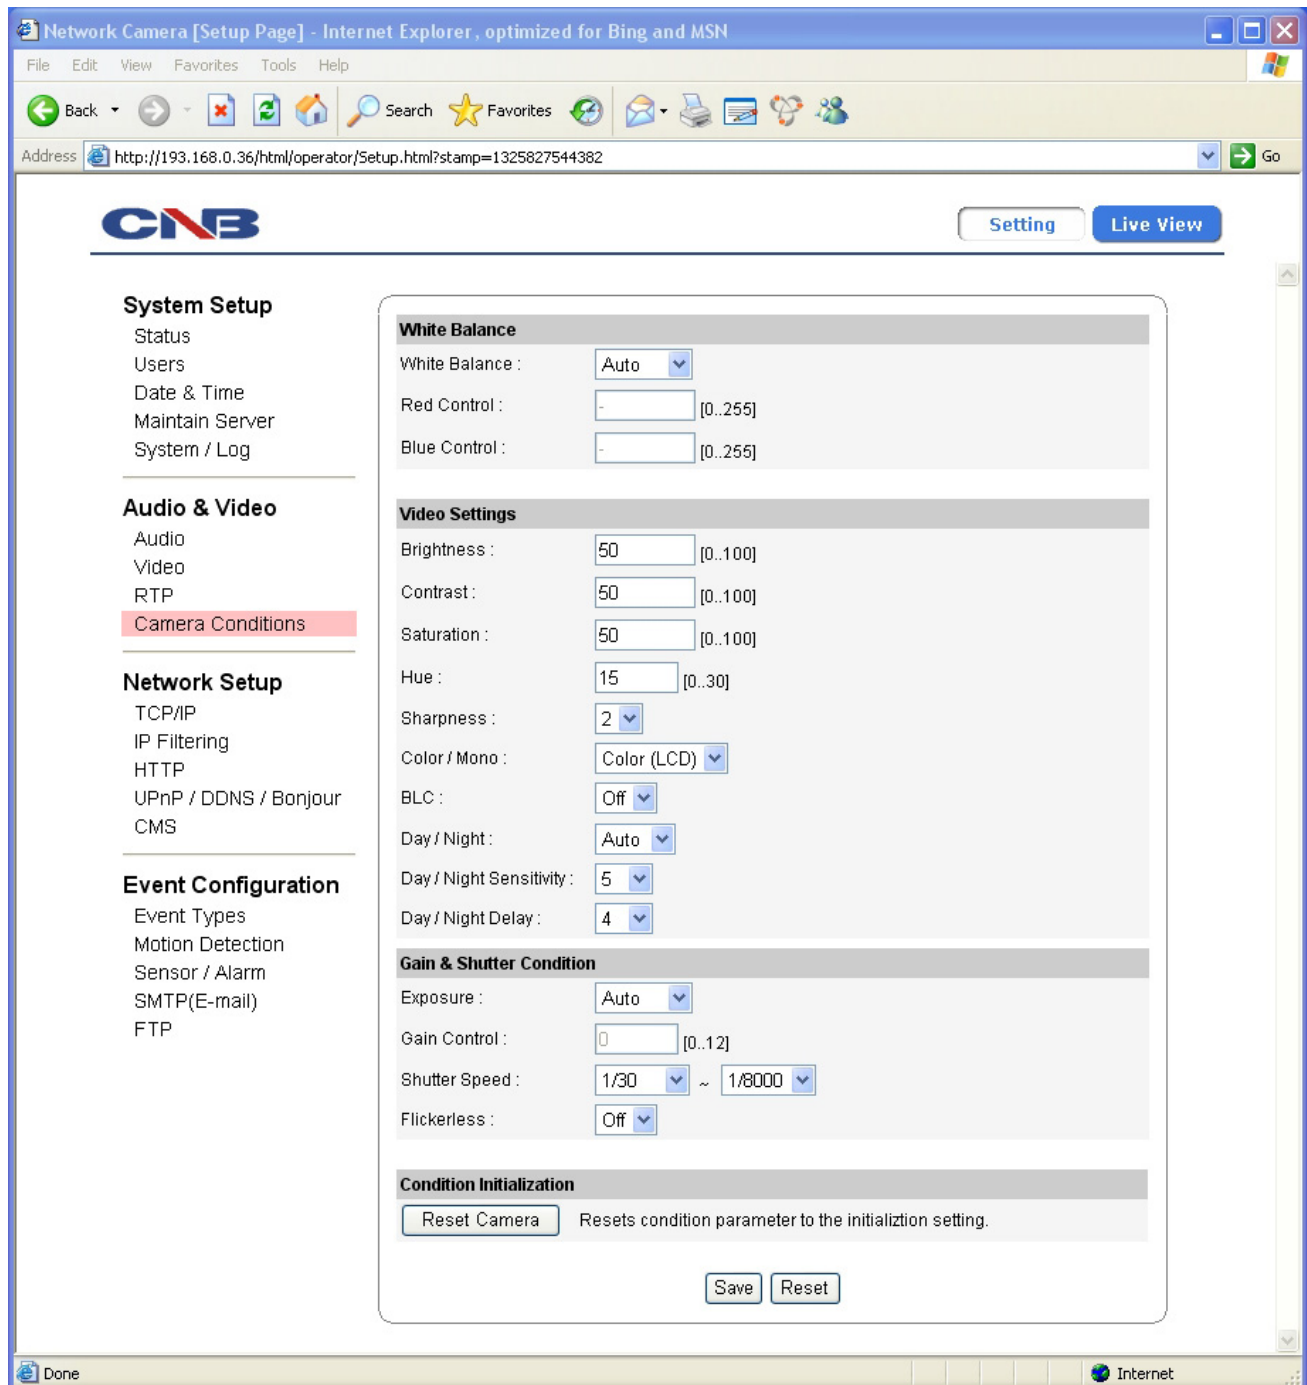 Network Camera [Setup Page] - Internet Explorer, optimized for Bing and MSN
File Edit View Favorites Tools Help
Back Search Favorites
Address http://193.168.0.36/html/operator/Setup.html?stamp=1325827544382 Go
CNB Setting Live View
System Setup
Status
Users
Date & Time
Maintain Server
System / Log
Audio & Video
Audio
Video
RTP
Camera Conditions
Network Setup
TCP/IP
IP Filtering
HTTP
UPnP / DDNS / Bonjour
CMS
Event Configuration
Event Types
Motion Detection
Sensor / Alarm
SMTP(E-mail)
FTP
White Balance
White Balance : Auto
Red Control : - [0..255]
Blue Control : - [0..255]
Video Settings
Brightness : 50 [0..100]
Contrast : 50 [0..100]
Saturation : 50 [0..100]
Hue : 15 [0..30]
Sharpness : 2
Color / Mono : Color (LCD)
BLC : Off
Day / Night : Auto
Day / Night Sensitivity : 5
Day / Night Delay : 4
Gain & Shutter Condition
Exposure : Auto
Gain Control : 0 [0..12]
Shutter Speed : 1/30 ~ 1/8000
Flickerless : Off
Condition Initialization
Reset Camera Resets condition parameter to the initializtion setting.
Save Reset
Done Internet